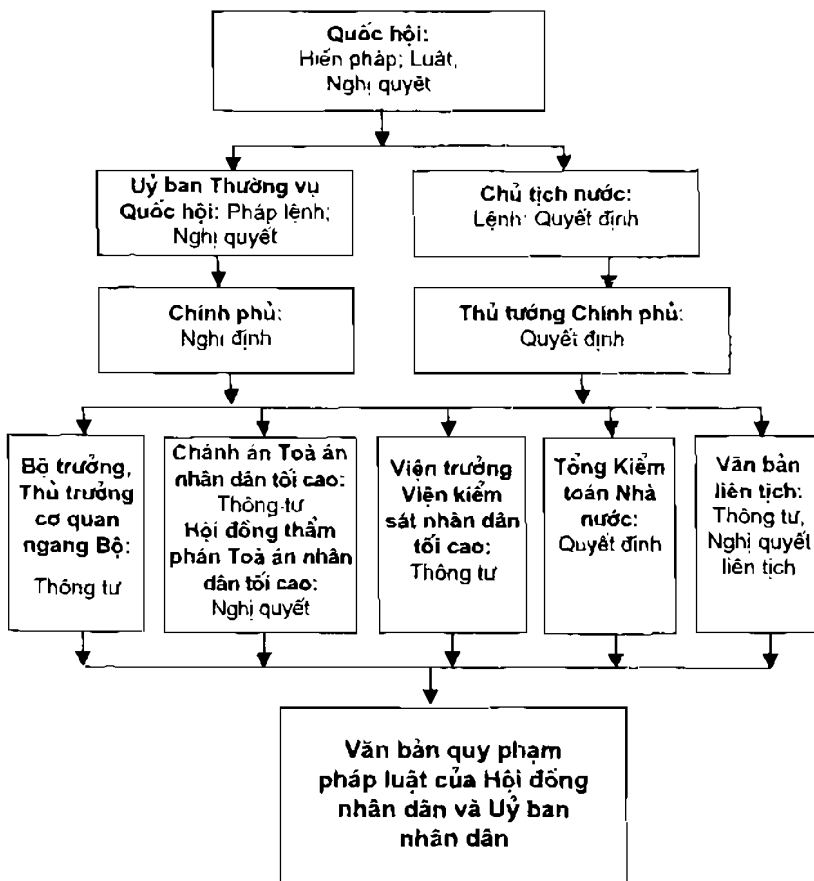 Quốc hội:
Hiến pháp; Luật,
Nghị quyết
Uỷ ban Thường vụ
Quốc hội: Pháp lệnh;
Nghị quyết
Chủ tịch nước:
Lệnh; Quyết định
Chính phủ:
Nghị định
Thủ tướng Chính phủ:
Quyết định
Bộ trưởng,
Thủ trưởng
cơ quan
ngang Bộ:
Thông tư
Chánh án Toà án
nhân dân tối cao:
Thông tư
Hội đồng thẩm
phán Toà án nhân
dân tối cao:
Nghị quyết
Viện trưởng
Viện kiểm
sát nhân dân
tối cao:
Thông tư
Tổng Kiểm
toán Nhà
nước:
Quyết định
Văn bản
liên tịch:
Thông tư,
Nghị quyết
liên tịch
Văn bản quy phạm
pháp luật của Hội đồng
nhân dân và Uỷ ban
nhân dân